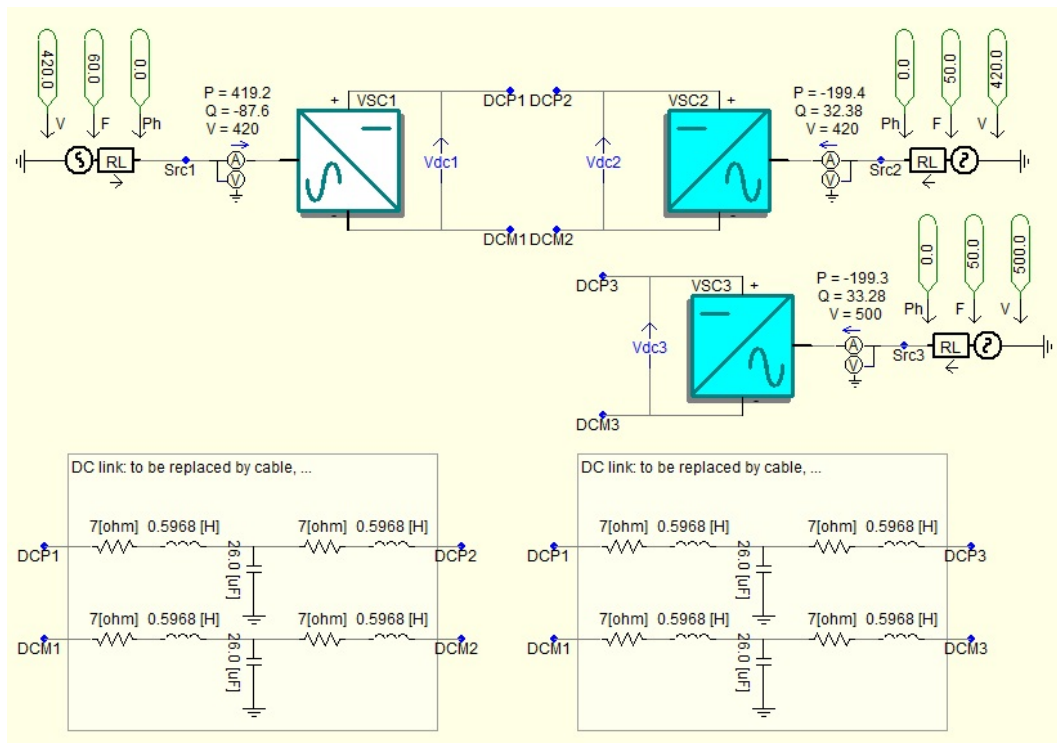 420.0
60.0
0.0
V
F
Ph
P = 419.2
Q = -87.6
V = 420
RL
Src1
A
V
+
VSC1
-
Vdc1
DCP1
DCM1
DCP2
DCM2
Vdc2
VSC2
+
-
P = -199.4
Q = 32.38
V = 420
A
V
Src2
RL
0.0
50.0
420.0
Ph
F
V
DCP3
DCM3
Vdc3
VSC3
+
-
P = -199.3
Q = 33.28
V = 500
A
V
Src3
RL
0.0
50.0
500.0
Ph
F
V
DC link: to be replaced by cable, ...
DCP1
7[ohm] 0.5968 [H]
26.0 [uF]
7[ohm] 0.5968 [H]
DCP2
DCM1
7[ohm] 0.5968 [H]
26.0 [uF]
7[ohm] 0.5968 [H]
DCM2
DC link: to be replaced by cable, ...
DCP1
7[ohm] 0.5968 [H]
26.0 [uF]
7[ohm] 0.5968 [H]
DCP3
DCM1
7[ohm] 0.5968 [H]
26.0 [uF]
7[ohm] 0.5968 [H]
DCM3